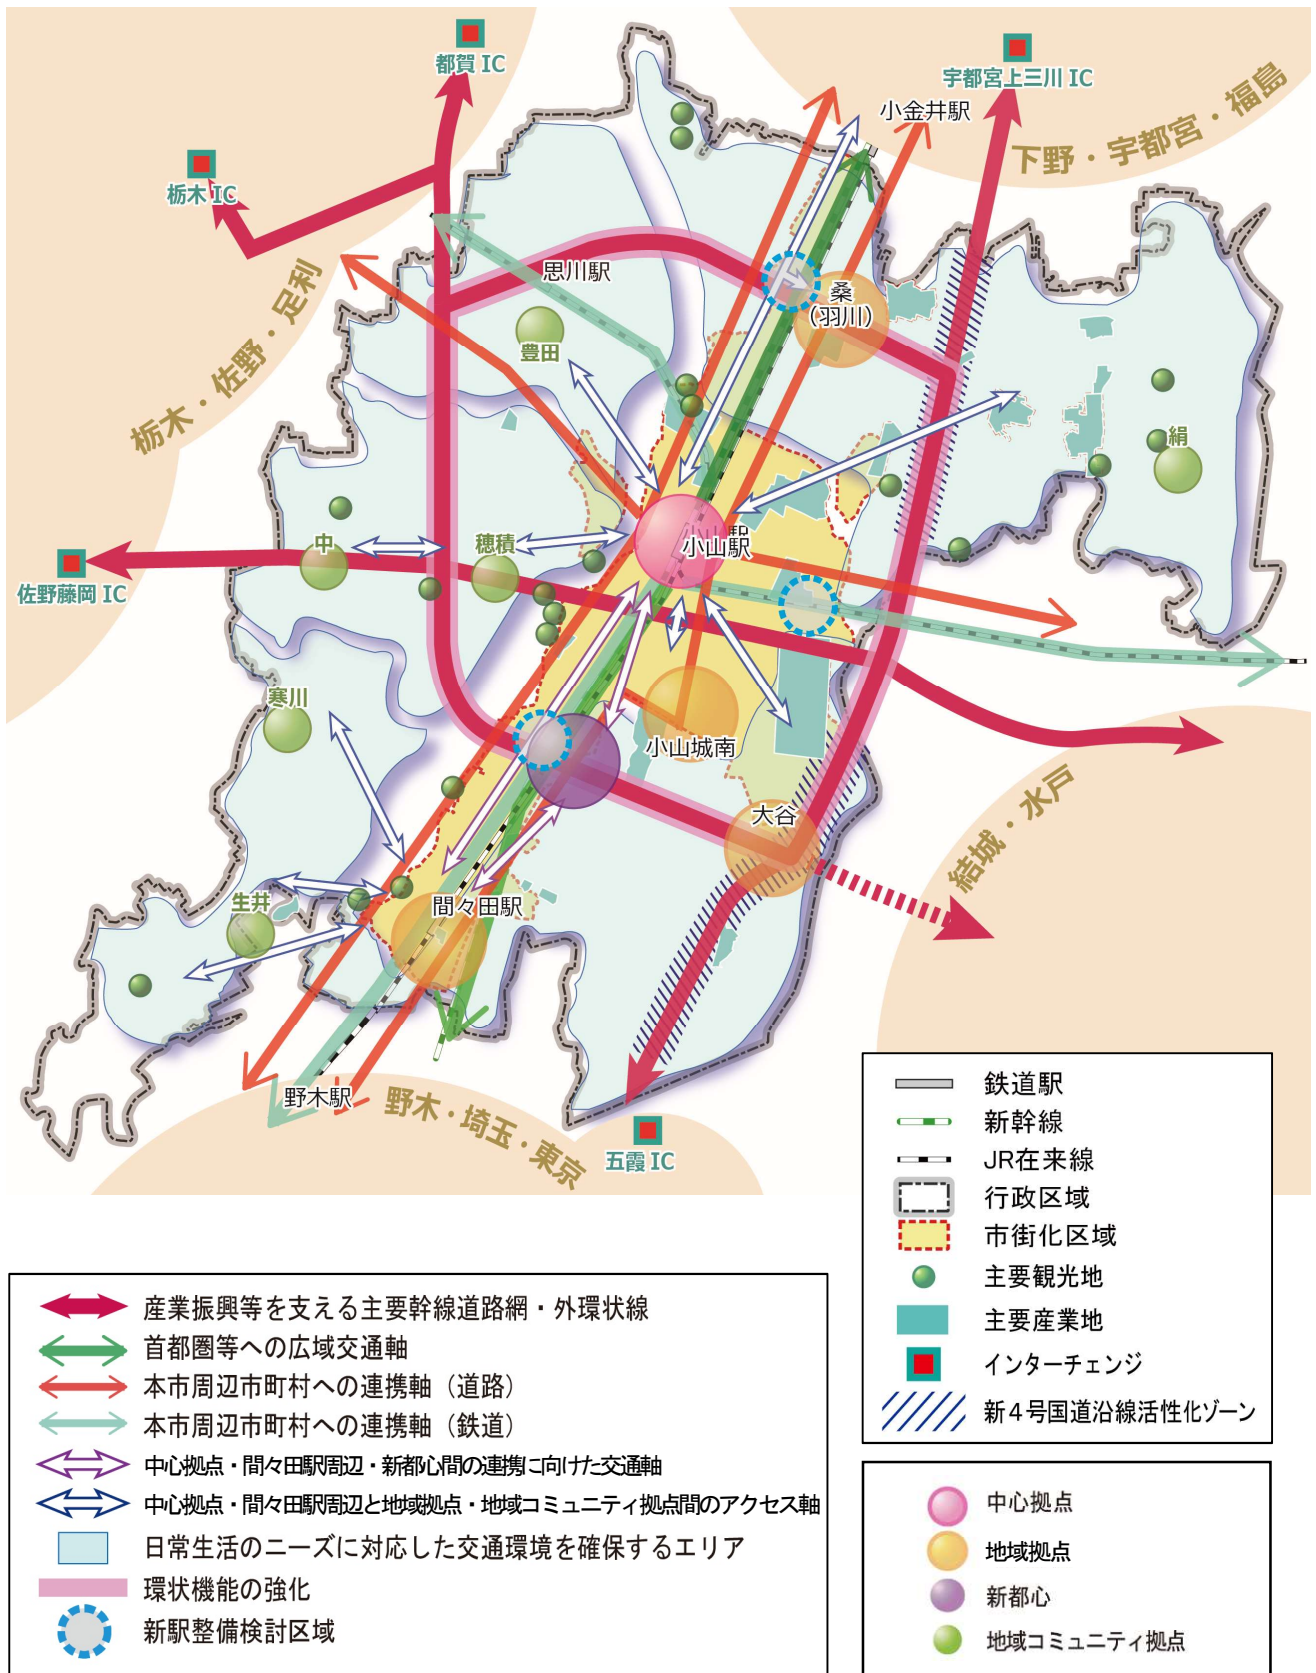 都賀 IC
宇都宮上三川 IC
小金井駅
下野・宇都宮・福島
栃木 IC
思川駅
桑
（羽川）
栃木・佐野・足利
豊田
絹
中
穂積
小山駅
小山駅
佐野藤岡 IC
寒川
小山城南
大谷
結城・水戸
生井
間々田駅
野木駅
野木・埼玉・東京
五霞 IC
鉄道駅
新幹線
JR在来線
行政区域
市街化区域
主要観光地
主要産業地
インターチェンジ
新４号国道沿線活性化ゾーン
産業振興等を支える主要幹線道路網・外環状線
首都圏等への広域交通軸
本市周辺市町村への連携軸（道路）
本市周辺市町村への連携軸（鉄道）
中心拠点・間々田駅周辺・新都心間の連携に向けた交通軸
中心拠点・間々田駅周辺と地域拠点・地域コミュニティ拠点間のアクセス軸
日常生活のニーズに対応した交通環境を確保するエリア
環状機能の強化
新駅整備検討区域
中心拠点
地域拠点
新都心
地域コミュニティ拠点